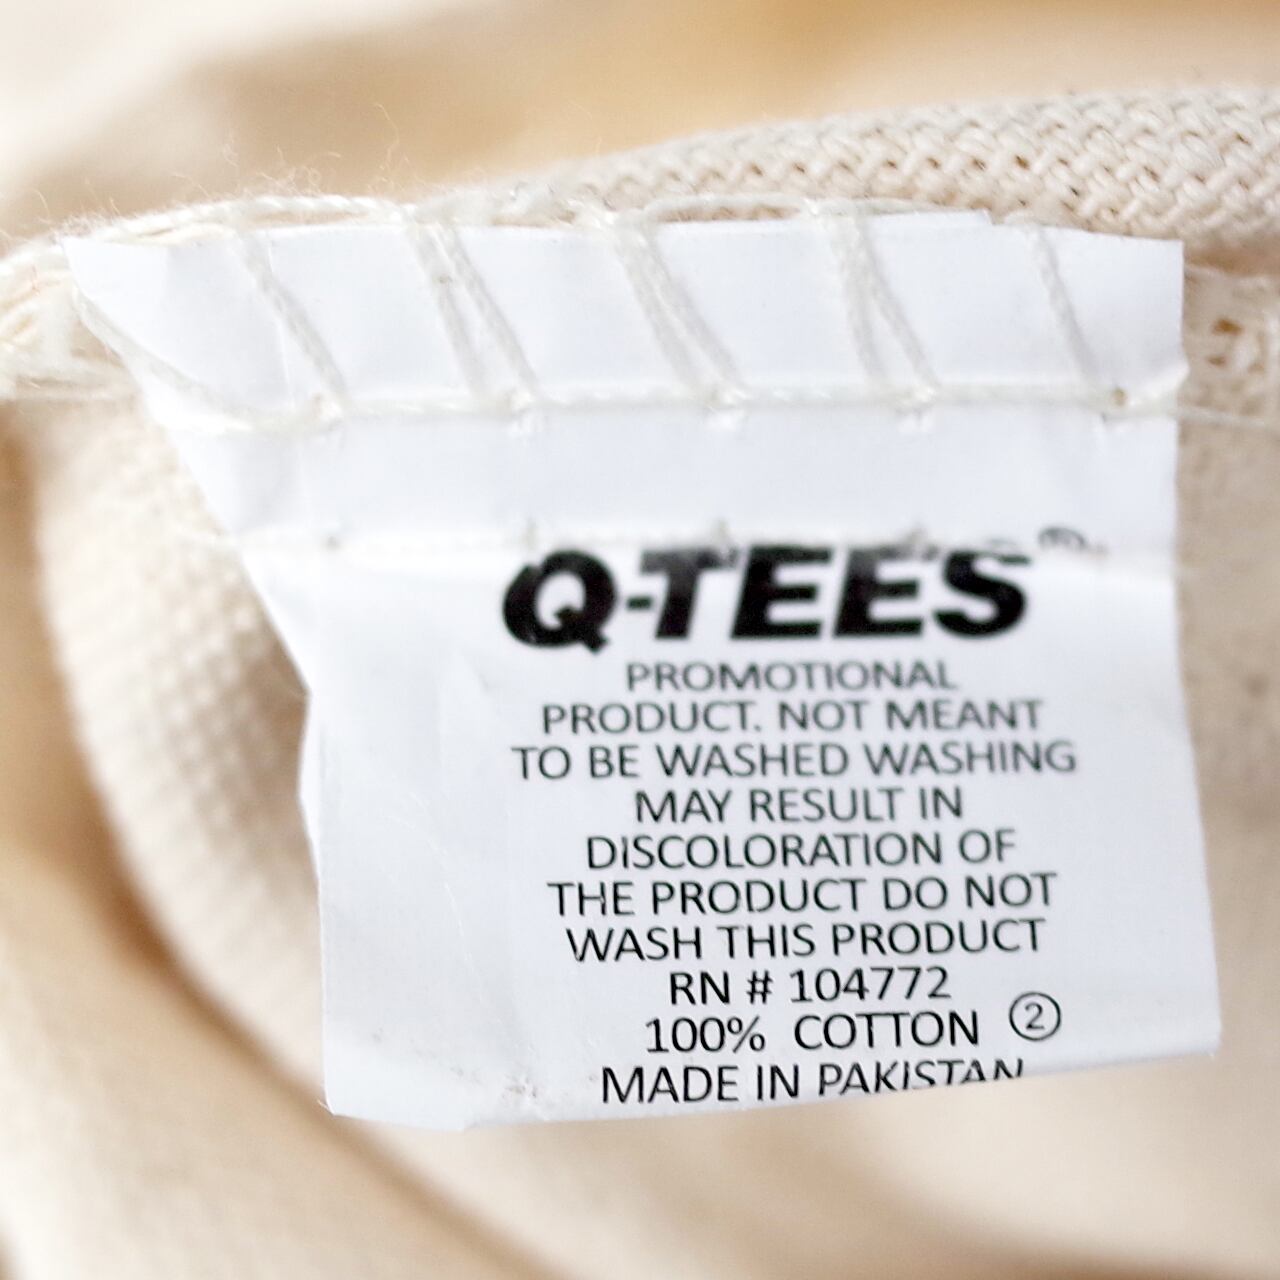 Q-TEES®
PROMOTIONAL
PRODUCT. NOT MEANT
TO BE WASHED WASHING
MAY RESULT IN
DISCOLORATION OF
THE PRODUCT DO NOT
WASH THIS PRODUCT
RN # 104772
100% COTTON ②
MADE IN PAKISTAN